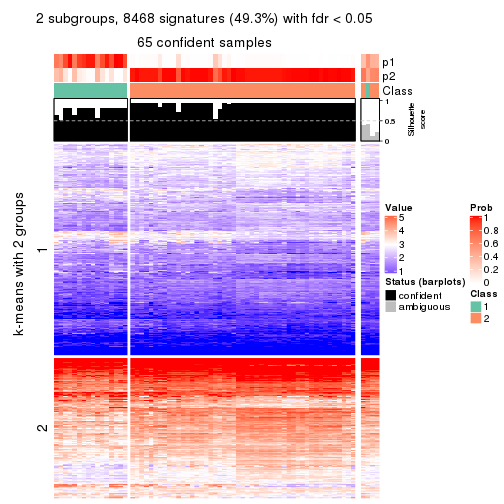 2 subgroups, 8468 signatures (49.3%) with fdr < 0.05
65 confident samples
p1
p2
Class
1
0.5
0
Silhouette
score
k-means with 2 groups
1
2
Value
5
4
3
2
1
Status (barplots)
confident
ambiguous
Prob
1
0.8
0.6
0.4
0.2
0
Class
1
2